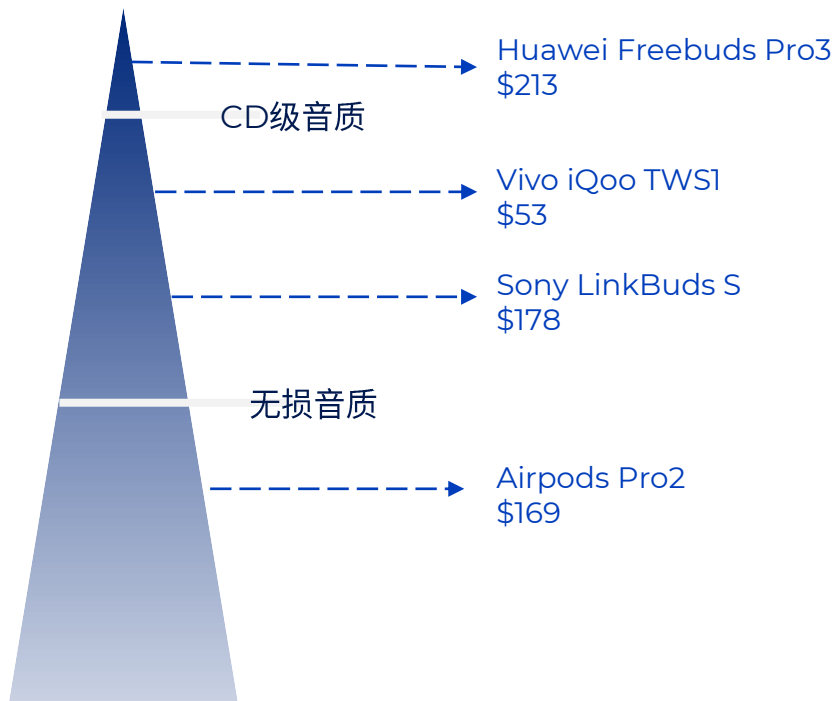 Huawei Freebuds Pro3
$213
CD级音质
Vivo iQoo TWS1
$53
Sony LinkBuds S
$178
无损音质
Airpods Pro2
$169